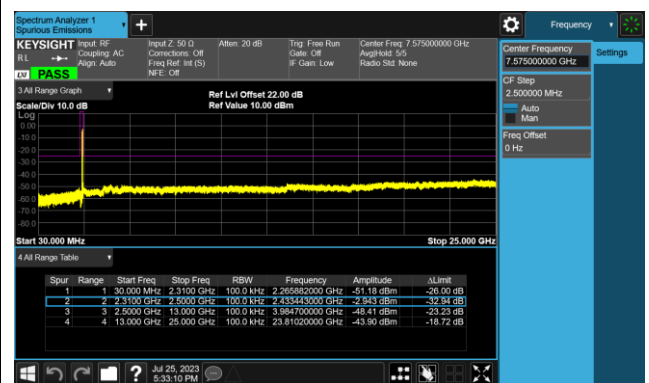 Spectrum Analyzer 1
Spurious Emissions
Frequency
KEYSIGHT
Input: RF
Input Z: 50 Ω
Atten: 20 dB
Trig: Free Run
Center Freq: 7.575000000 GHz
RL
Coupling: AC
Corrections: Off
Gate: Off
Avg|Hold: 5/5
Align: Auto
Freq Ref: Int (S)
IF Gain: Low
Radio Std: None
NFE: Off
LXI PASS
Center Frequency
7.575000000 GHz
Settings
CF Step
2.500000 MHz
Auto
Man
Freq Offset
0 Hz
3 All Range Graph
Ref Lvl Offset 22.00 dB
Scale/Div 10.0 dB
Ref Value 10.00 dBm
Log
0.00
-10.0
-20.0
-30.0
-40.0
-50.0
-60.0
-70.0
-80.0
Start 30.000 MHz
Stop 25.000 GHz
4 All Range Table
Spur Range Start Freq Stop Freq RBW Frequency Amplitude ΔLimit
1 1 30.000 MHz 2.3100 GHz 100.0 kHz 2.265882000 GHz -51.18 dBm -26.00 dB
2 2 2.3100 GHz 2.5000 GHz 100.0 kHz 2.433443000 GHz -2.943 dBm -32.94 dB
3 3 2.5000 GHz 13.000 GHz 100.0 kHz 3.984700000 GHz -48.41 dBm -23.23 dB
4 4 13.000 GHz 25.000 GHz 100.0 kHz 23.81020000 GHz -43.90 dBm -18.72 dB
Jul 25, 2023
5:33:10 PM